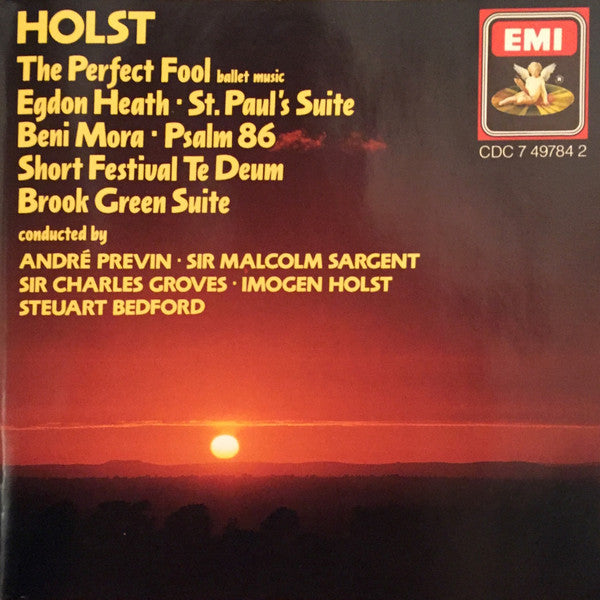 HOLST
The Perfect Fool ballet music
Egdon Heath · St. Paul's Suite
Beni Mora · Psalm 86
Short Festival Te Deum
Brook Green Suite
conducted by
ANDRÉ PREVIN · SIR MALCOLM SARGENT
SIR CHARLES GROVES · IMOGEN HOLST
STEUART BEDFORD
EMI
CDC 7 49784 2